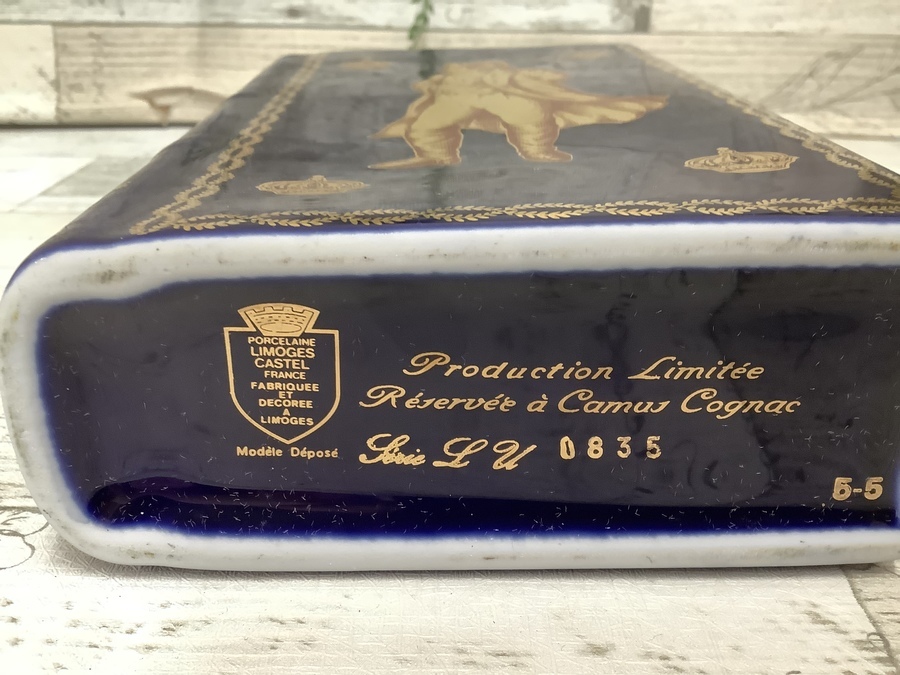 PORCELAINE
LIMOGES
CASTEL
FRANCE
FABRIQUEE
ET
DECOREE
A
LIMOGES
Modèle Déposé
Production Limitée
Réservée à Camus Cognac
Série L U 0835
5-5